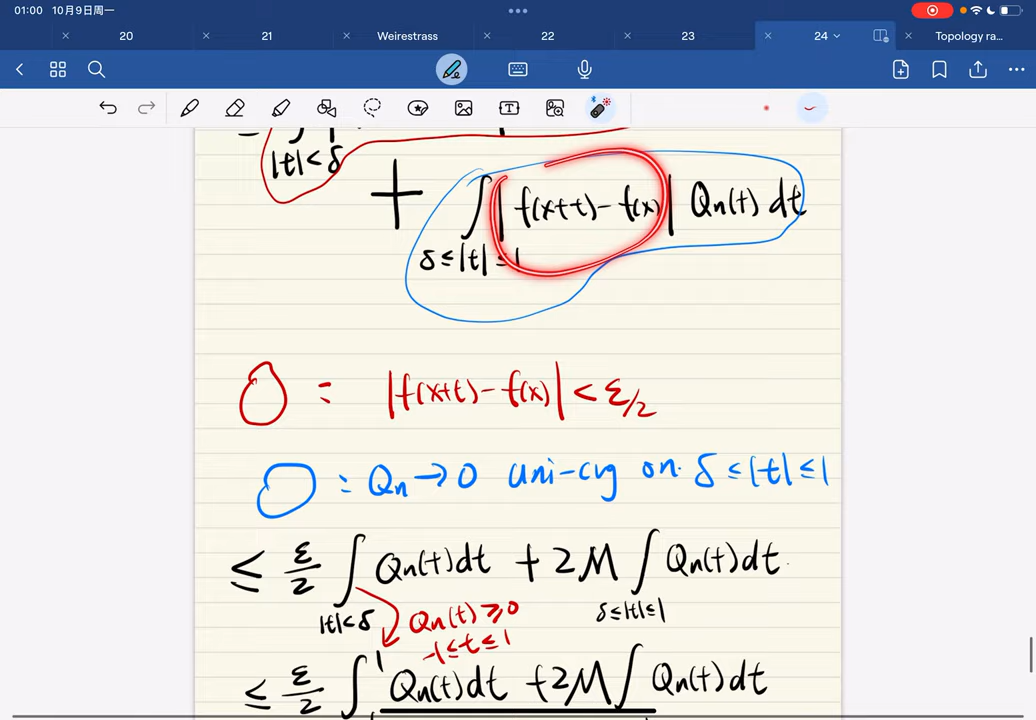 01:00 10月9日周一
20 21 Weirestrass 22 23 24 Topology ra...
|t|<δ
+ ∫ |f(x+t)-f(x)| Qn(t) dt
δ≤|t|≤1
: |f(x+t)-f(x)| < ε/2
: Qn→0 uni-cvg on δ≤|t|≤1
≤ ε/2 ∫ Qn(t)dt + 2M ∫ Qn(t)dt
|t|<δ Qn(t)≥0 δ≤|t|≤1
-1≤t≤1
≤ ε/2 ∫ 1 Qn(t)dt +2M ∫ Qn(t)dt